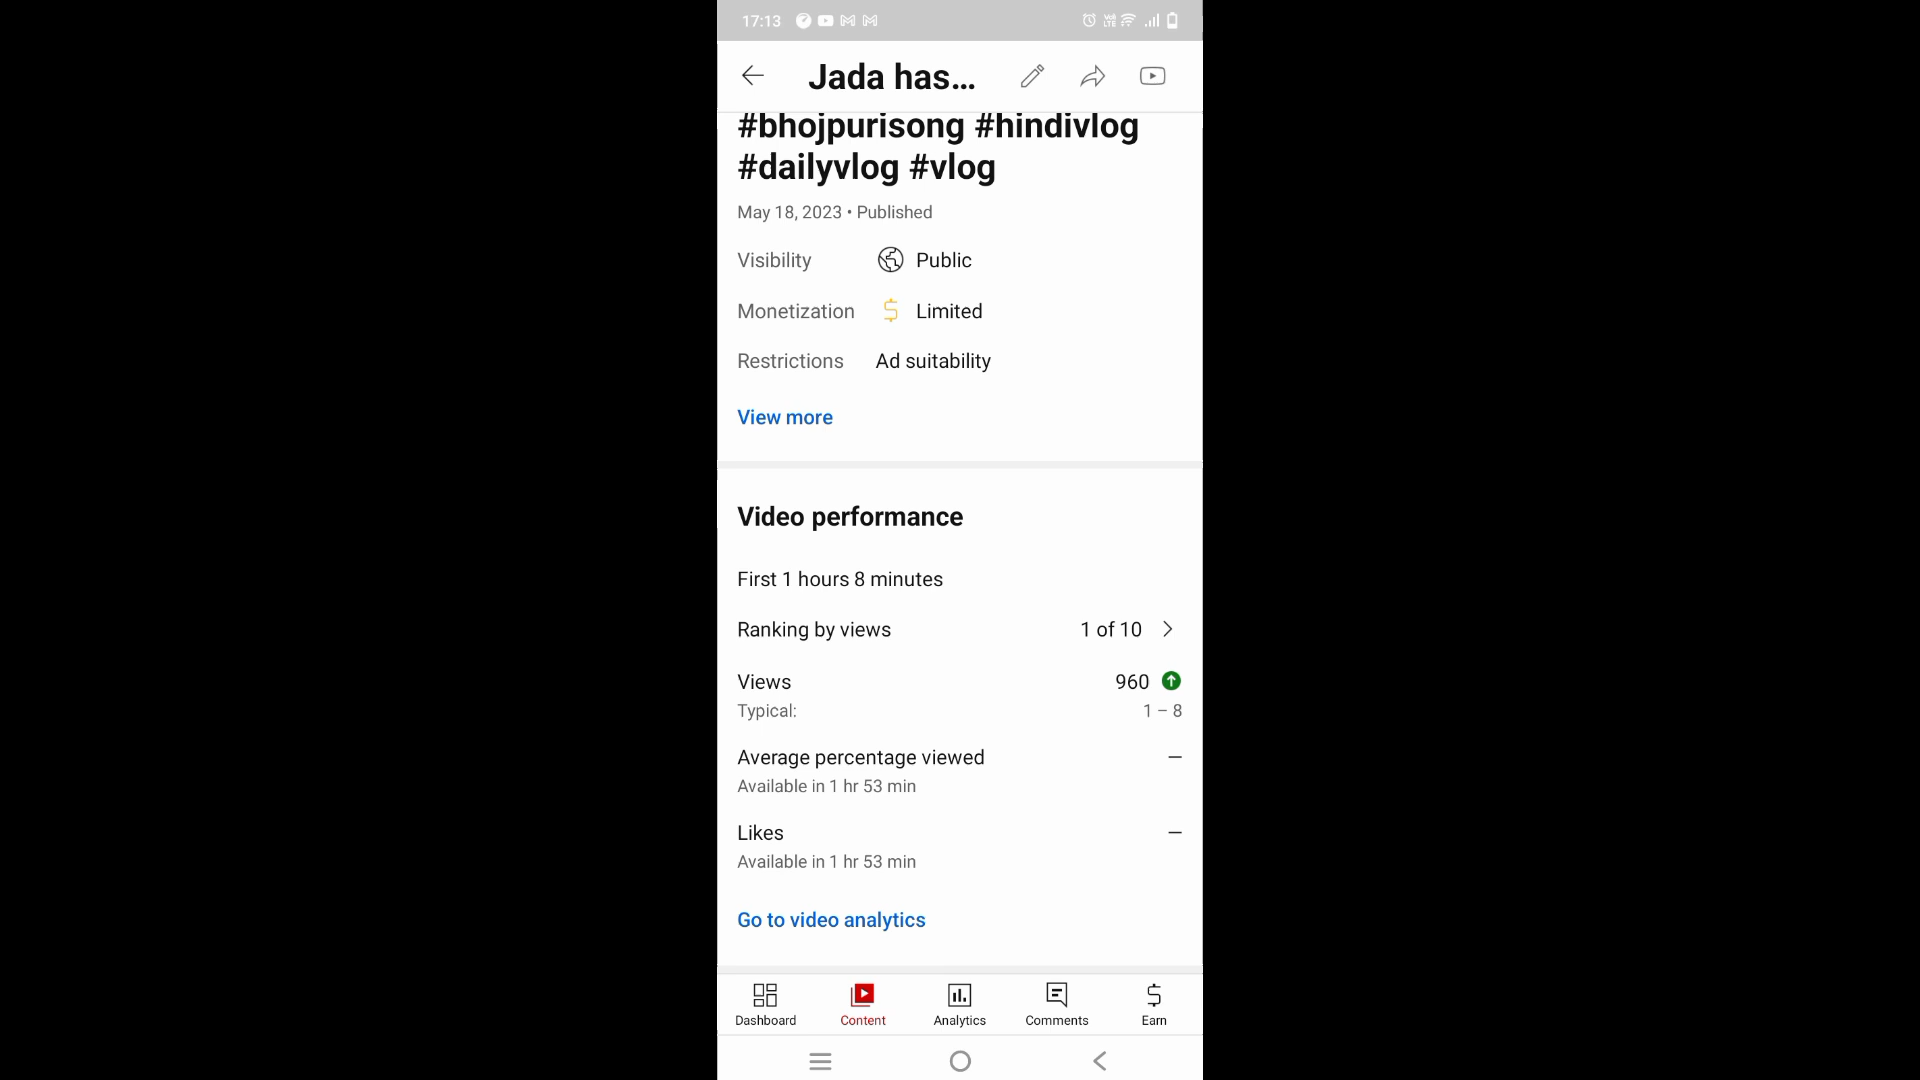 17:13
Jada has...
#bhojpurisong #hindivlog
#dailyvlog #vlog
May 18, 2023 • Published
Visibility Public
Monetization Limited
Restrictions Ad suitability
View more
Video performance
First 1 hours 8 minutes
Ranking by views 1 of 10
Views 960
Typical: 1 – 8
Average percentage viewed —
Available in 1 hr 53 min
Likes —
Available in 1 hr 53 min
Go to video analytics
Dashboard Content Analytics Comments Earn